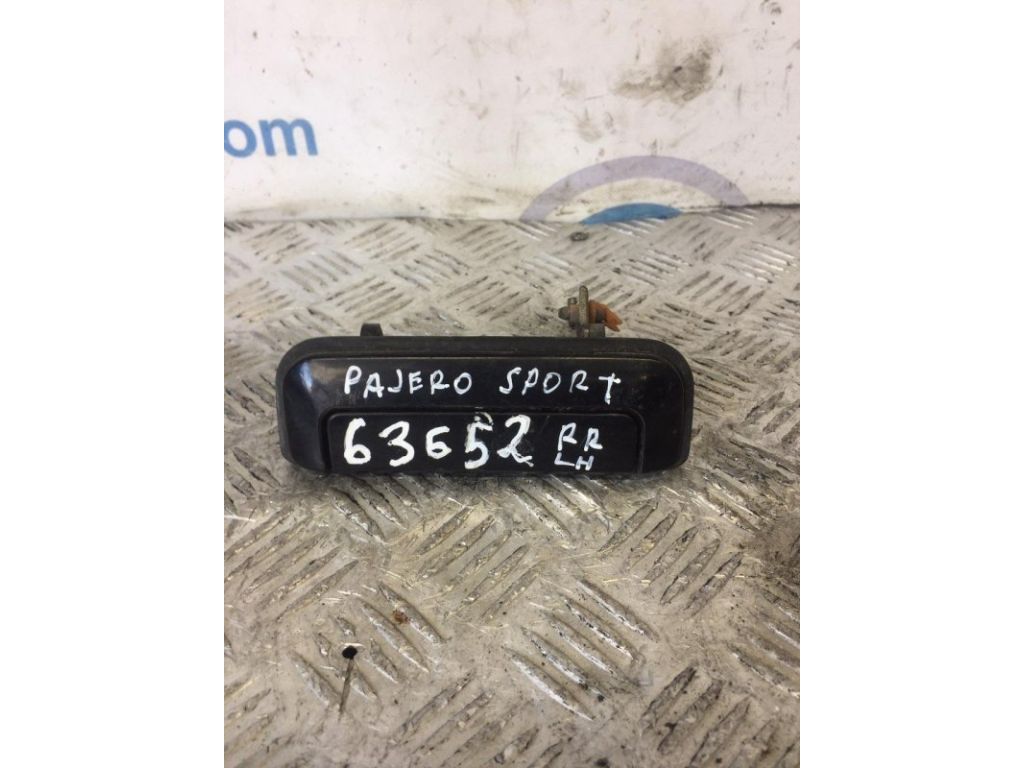 om
PAJERO SPORT
63652 RR
LH